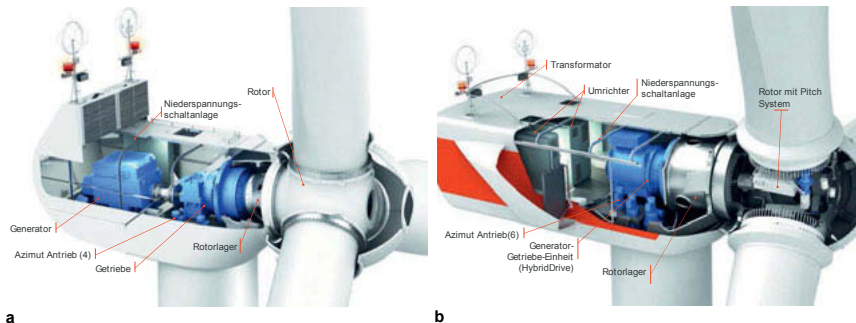 Rotor
Niederspannungs-
schaltanlage
Generator
Azimut Antrieb (4)
Getriebe
Rotorlager
a
Transformator
Umrichter
Niederspannungs-
schaltanlage
Rotor mit Pitch
System
Azimut Antrieb(6)
Generator-
Getriebe-Einheit
(HybridDrive)
Rotorlager
b